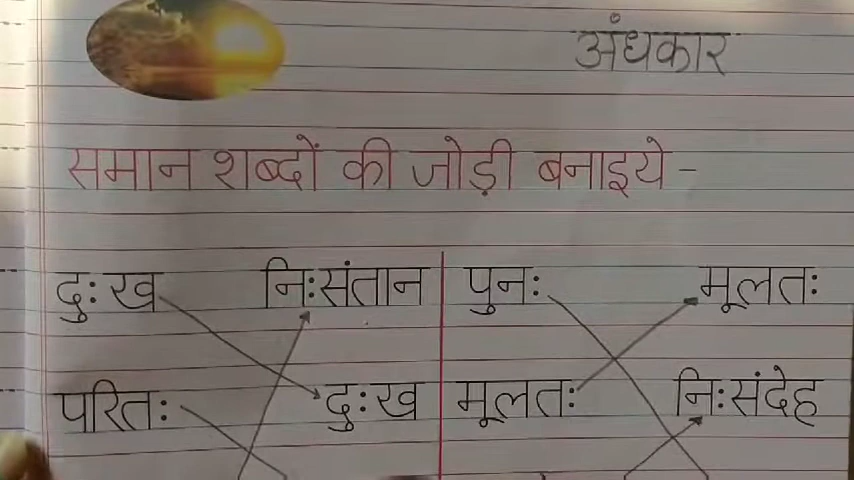 अंधकार
समान शब्दों की जोड़ी बनाइये -
दुः ख निःसंतान पुनः मूलतः
परितः दुःख मूलतः निःसंदेह